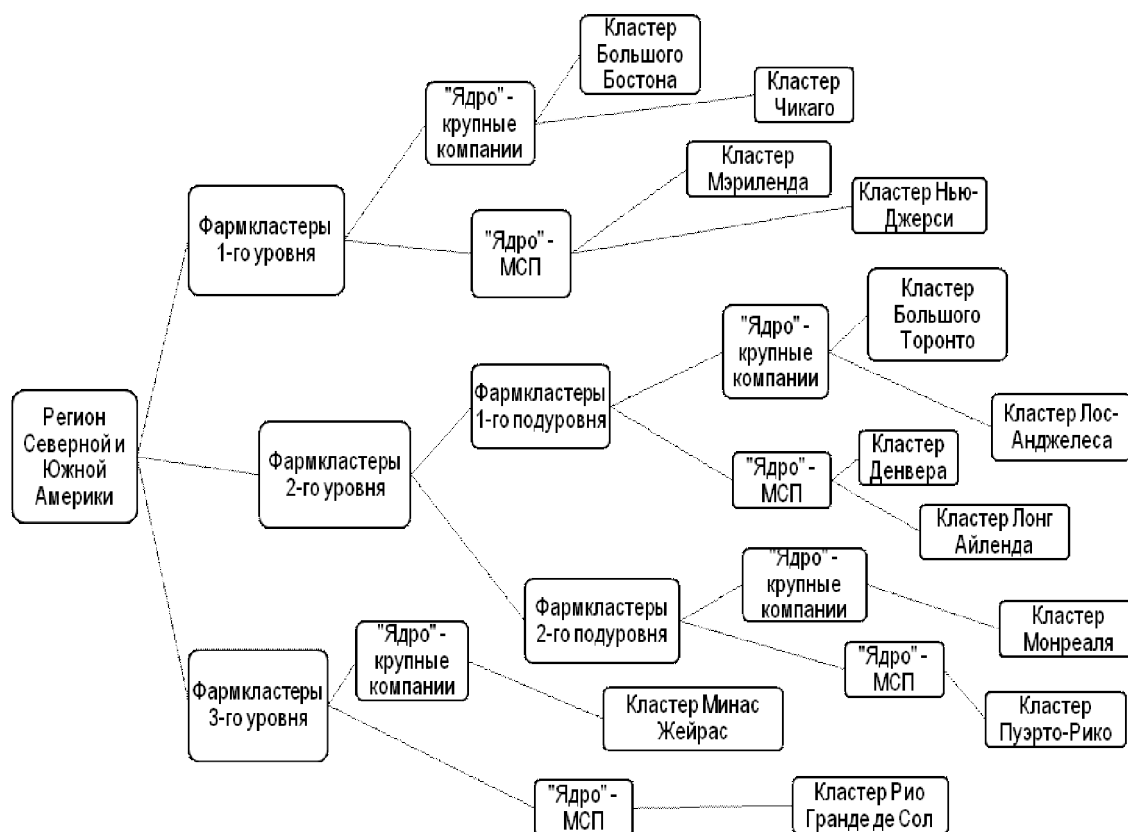 Кластер
Большого
Бостона
"Ядро" -
крупные
компании
Кластер
Чикаго
Кластер
Мэриленда
Кластер Нью-
Джерси
Фармкластеры
1-го уровня
"Ядро" -
МСП
Кластер
Большого
Торонто
"Ядро" -
крупные
компании
Фармкластеры
1-го подуровня
Регион
Северной и
Южной
Америки
Фармкластеры
2-го уровня
Кластер Лос-
Анджелеса
Кластер
Денвера
"Ядро" -
МСП
Кластер Лонг
Айленда
"Ядро" -
крупные
компании
Фармкластеры
2-го подуровня
Кластер
Монреаля
"Ядро" -
крупные
компании
"Ядро" -
МСП
Фармкластеры
3-го уровня
Кластер Минас
Жейрас
Кластер
Пуэрто-Рико
"Ядро" -
МСП
Кластер Рио
Гранде де Сол